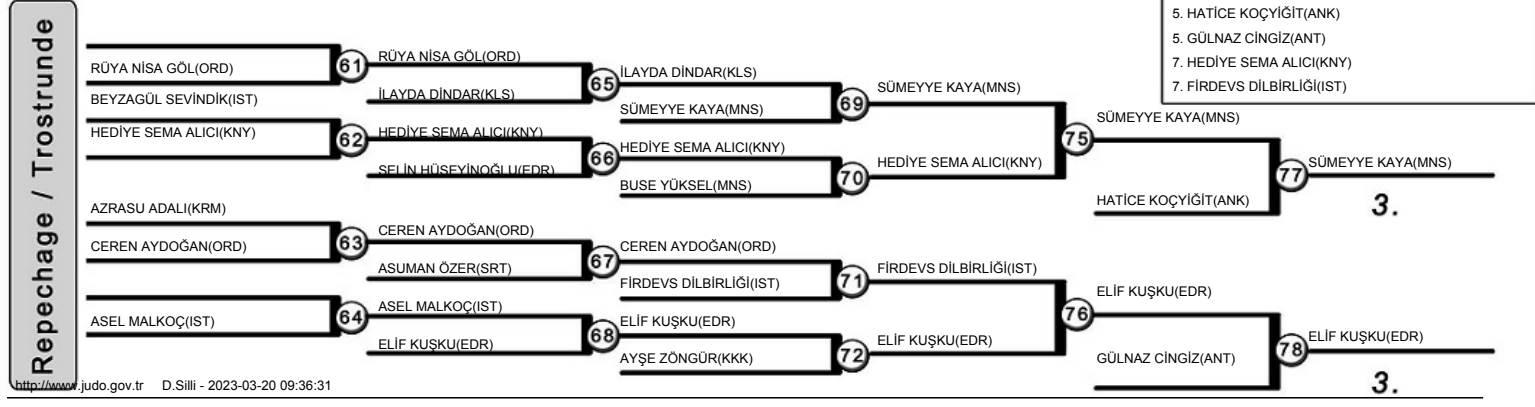 Repechage / Trostrunde
5. HATİCE KOÇYİĞİT(ANK)
5. GÜLNAZ CİNGİZ(ANT)
7. HEDİYE SEMA ALICI(KNY)
7. FİRDEVS DİLBİRLİĞİ(IST)
RÜYA NİSA GÖL(ORD)
BEYZAGÜL SEVİNDİK(IST)
HEDİYE SEMA ALICI(KNY)
AZRASU ADALI(KRM)
CEREN AYDOĞAN(ORD)
ASEL MALKOÇ(IST)
61
62
63
64
RÜYA NİSA GÖL(ORD)
İLAYDA DİNDAR(KLS)
HEDİYE SEMA ALICI(KNY)
SELİN HÜSEYİNOĞLU(EDR)
CEREN AYDOĞAN(ORD)
ASUMAN ÖZER(SRT)
ASEL MALKOÇ(IST)
ELİF KUŞKU(EDR)
65
66
67
68
İLAYDA DİNDAR(KLS)
SÜMEYYE KAYA(MNS)
HEDİYE SEMA ALICI(KNY)
BUSE YÜKSEL(MNS)
CEREN AYDOĞAN(ORD)
FİRDEVS DİLBİRLİĞİ(IST)
ELİF KUŞKU(EDR)
AYŞE ZÖNGÜR(KKK)
69
70
71
72
SÜMEYYE KAYA(MNS)
HEDİYE SEMA ALICI(KNY)
FİRDEVS DİLBİRLİĞİ(IST)
ELİF KUŞKU(EDR)
75
76
SÜMEYYE KAYA(MNS)
HATİCE KOÇYİĞİT(ANK)
ELİF KUŞKU(EDR)
GÜLNAZ CİNGİZ(ANT)
77
78
SÜMEYYE KAYA(MNS)
3.
ELİF KUŞKU(EDR)
3.
http://www.judo.gov.tr D.Silli - 2023-03-20 09:36:31